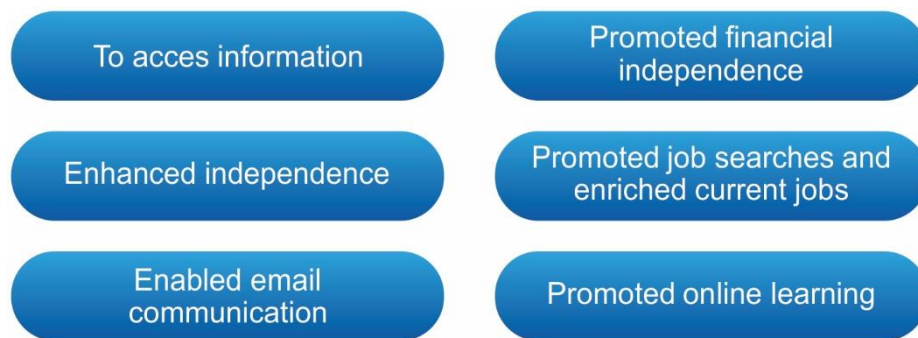 To acces information
Enhanced independence
Enabled email
communication
Promoted financial
independence
Promoted job searches and
enriched current jobs
Promoted online learning